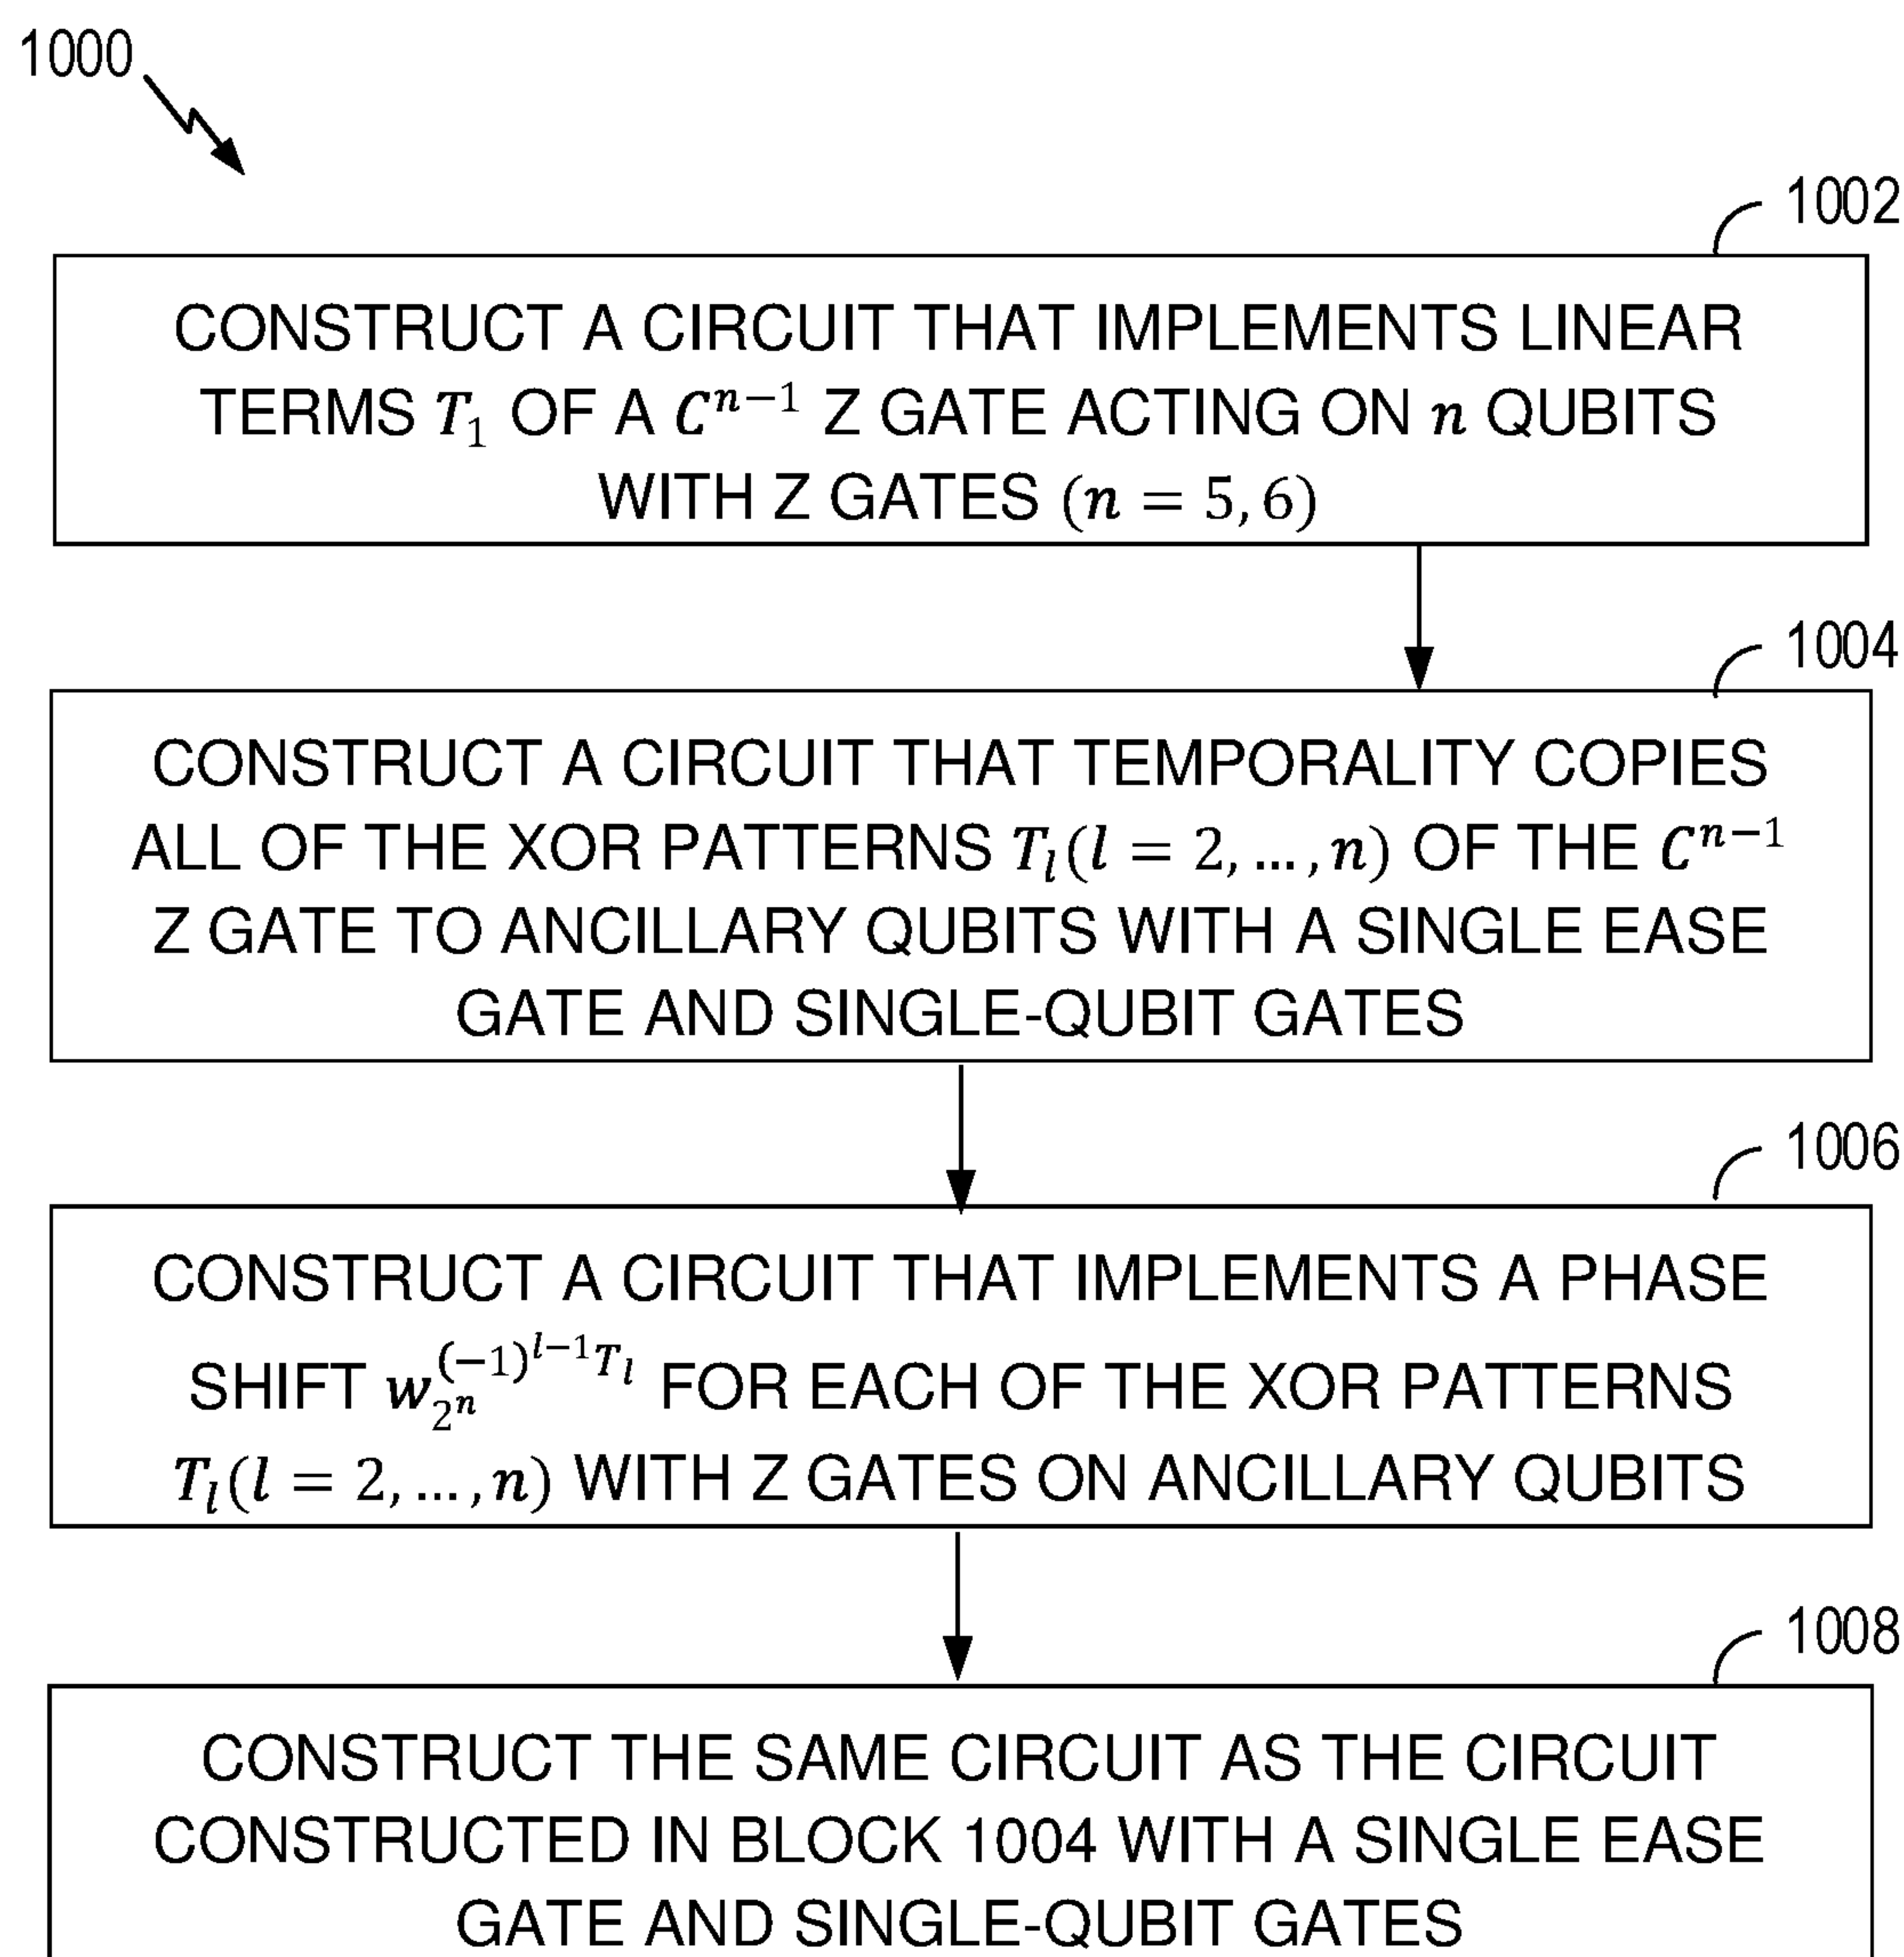 1000
1002
CONSTRUCT A CIRCUIT THAT IMPLEMENTS LINEAR
TERMS T₁ OF A Cⁿ⁻¹ Z GATE ACTING ON n QUBITS
WITH Z GATES (n = 5, 6)
1004
CONSTRUCT A CIRCUIT THAT TEMPORALITY COPIES
ALL OF THE XOR PATTERNS T_l(l = 2, ..., n) OF THE Cⁿ⁻¹
Z GATE TO ANCILLARY QUBITS WITH A SINGLE EASE
GATE AND SINGLE-QUBIT GATES
1006
CONSTRUCT A CIRCUIT THAT IMPLEMENTS A PHASE
SHIFT w_{2^n}^{(-1)^{l-1}T_l} FOR EACH OF THE XOR PATTERNS
T_l(l = 2, ..., n) WITH Z GATES ON ANCILLARY QUBITS
1008
CONSTRUCT THE SAME CIRCUIT AS THE CIRCUIT
CONSTRUCTED IN BLOCK 1004 WITH A SINGLE EASE
GATE AND SINGLE-QUBIT GATES